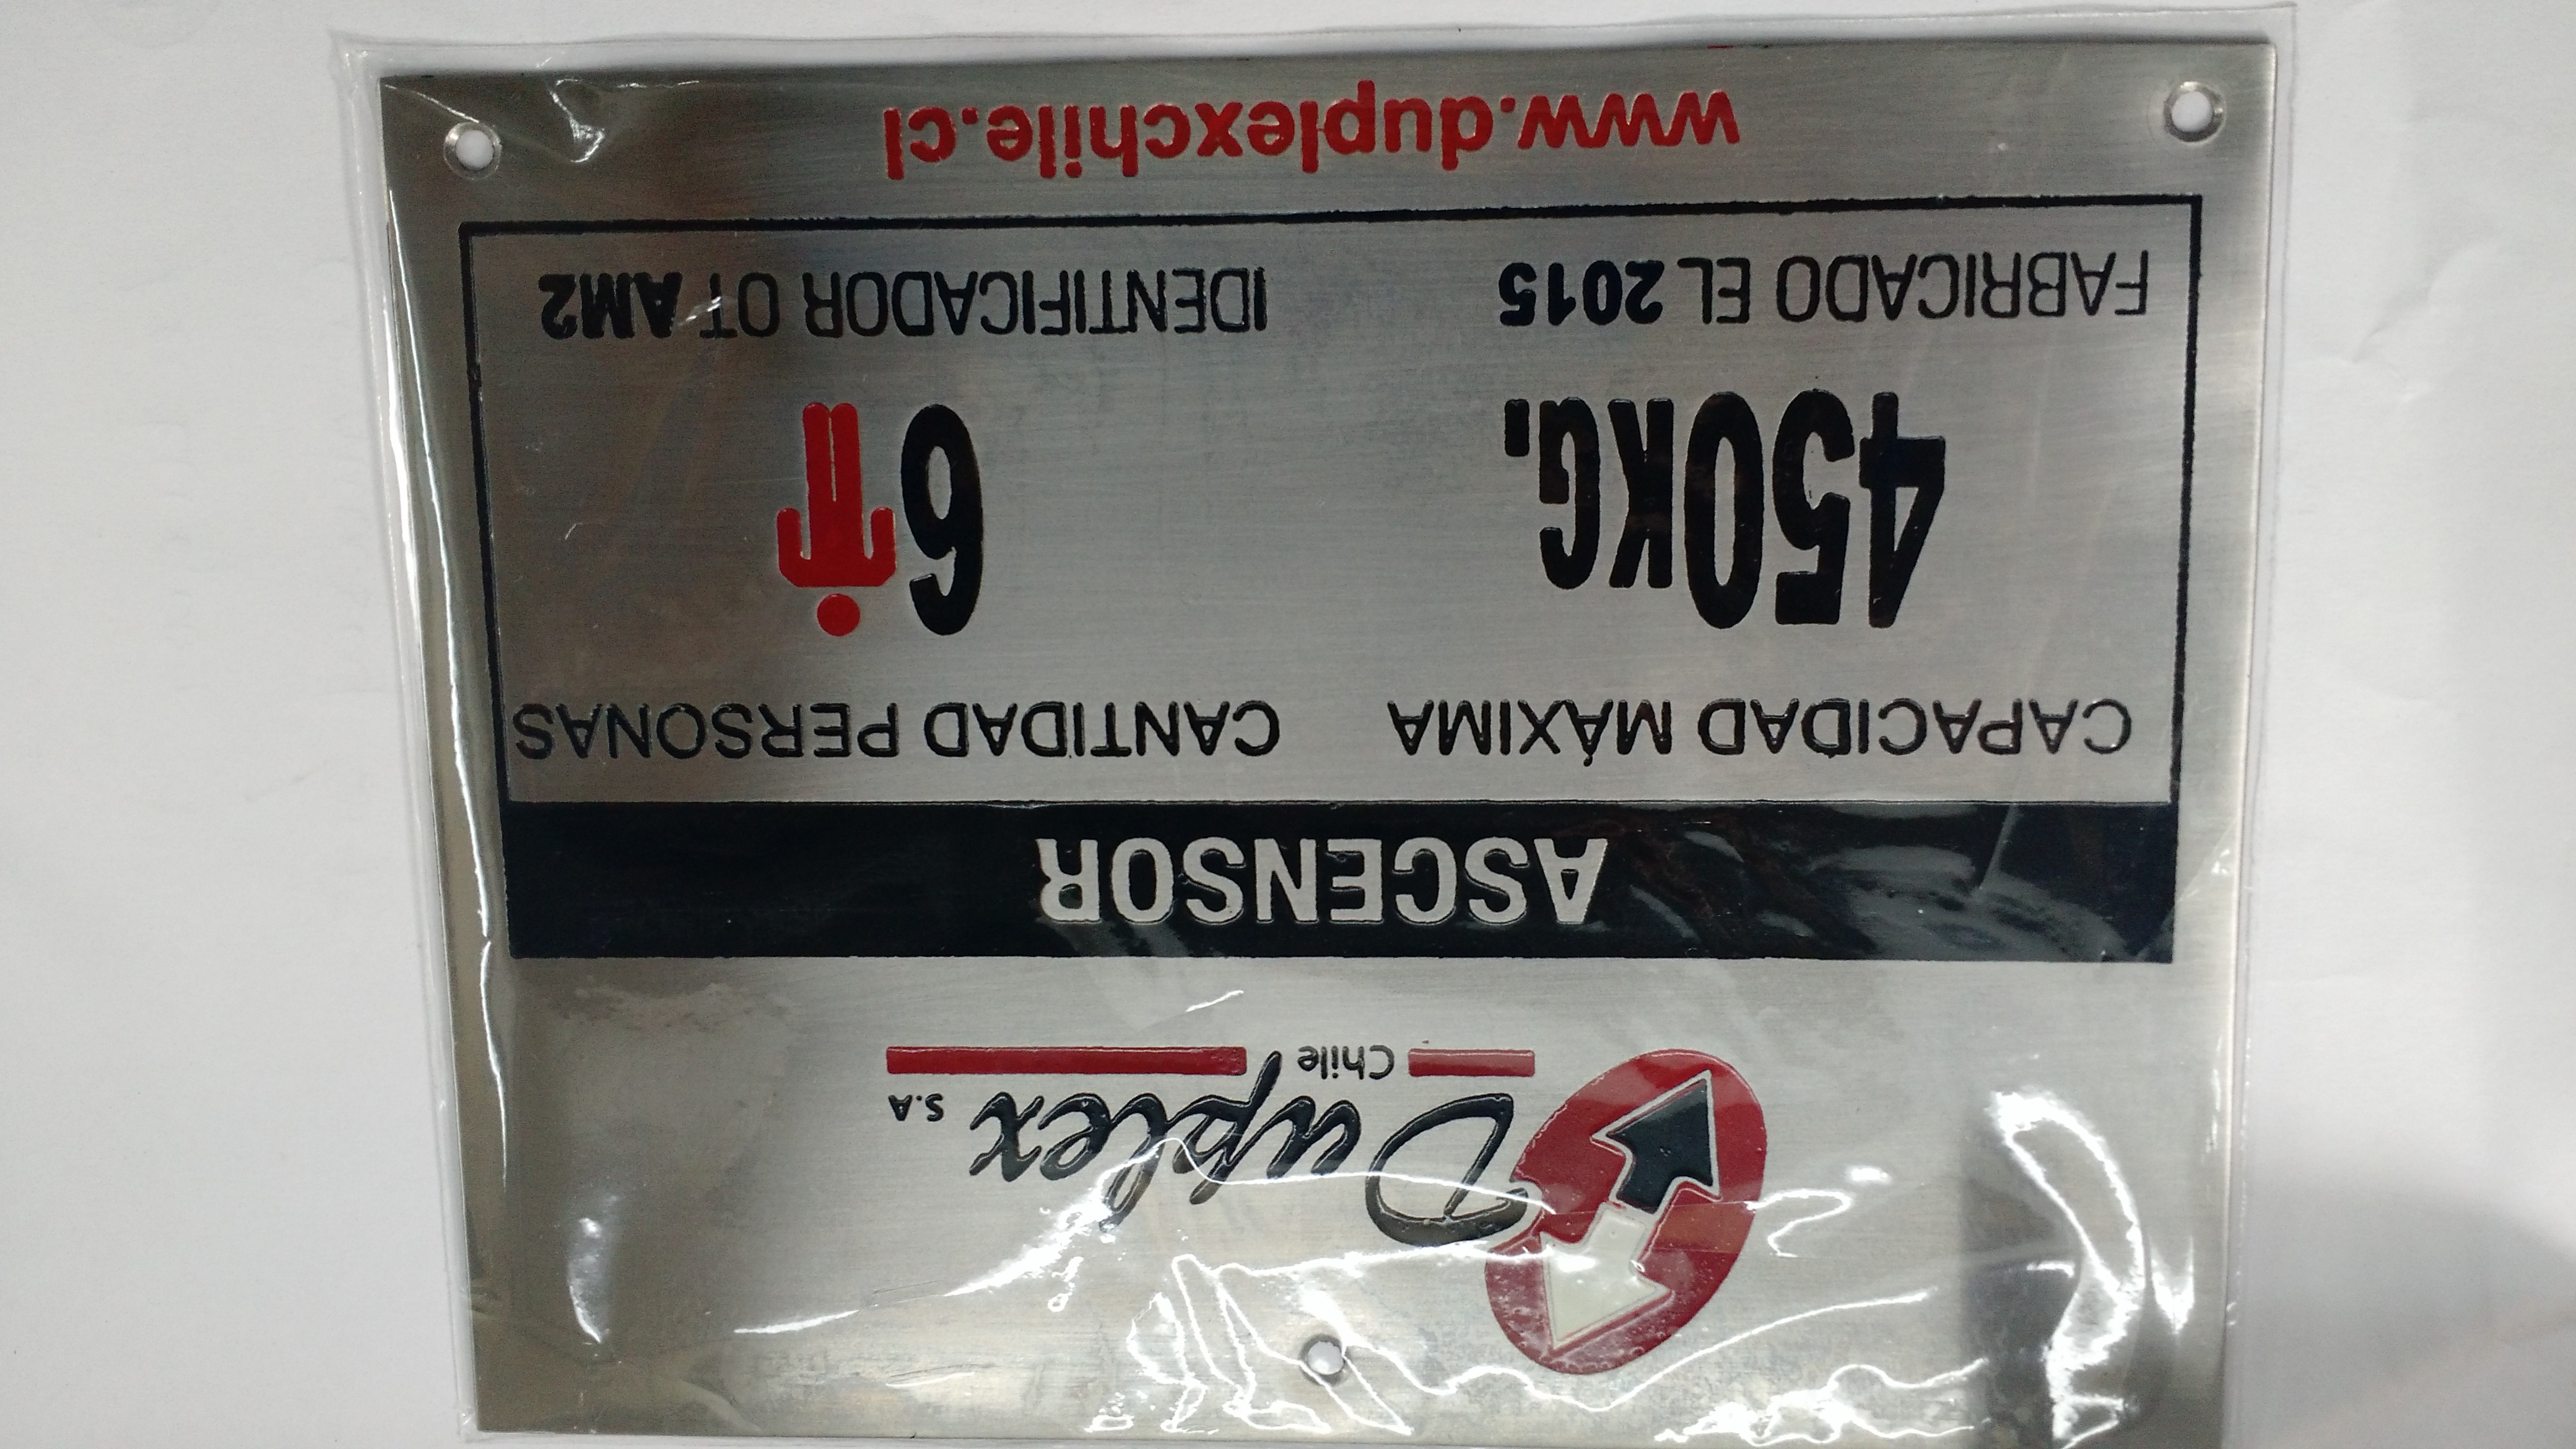 Duplex S.A
Chile
ASCENSOR
CAPACIDAD MÁXIMA CANTIDAD PERSONAS
450KG. 6
FABRICADO EL 2015 IDENTIFICADOR OT AM2
www.duplexchile.cl